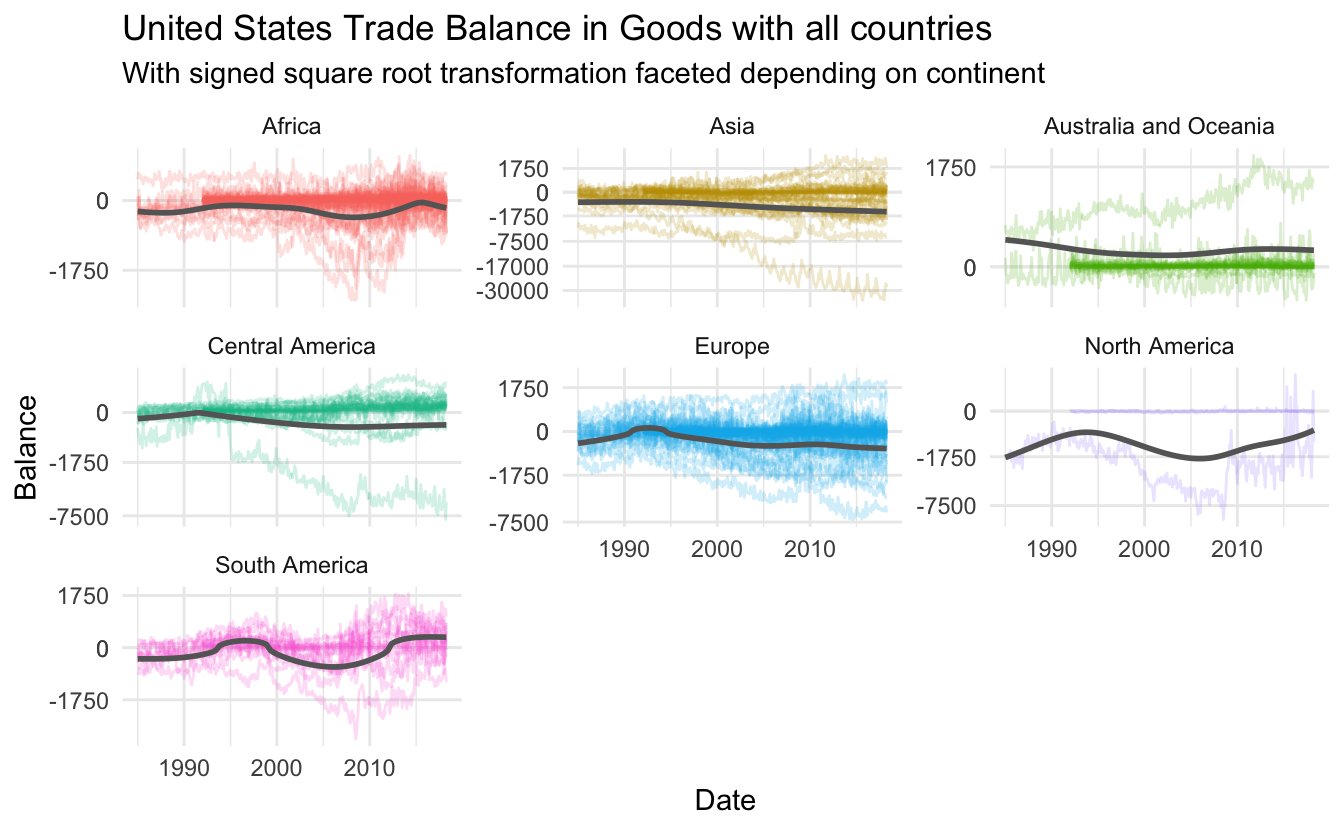 United States Trade Balance in Goods with all countries
With signed square root transformation faceted depending on continent
Africa
0
-1750
Asia
1750
0
-1750
-7500
-17000
-30000
Australia and Oceania
1750
0
Balance
Central America
0
-1750
-7500
Europe
1750
0
-1750
-7500
1990 2000 2010
North America
0
-1750
-7500
1990 2000 2010
South America
1750
0
-1750
1990 2000 2010
Date